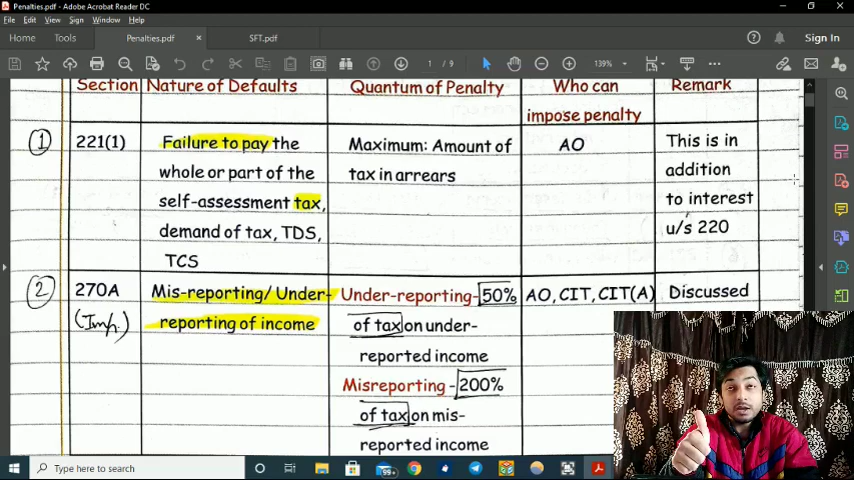 Penalties.pdf - Adobe Acrobat Reader DC
File Edit View Sign Window Help
Home Tools Penalties.pdf × SFT.pdf Sign In
1 / 9 139%
Section Nature of Defaults Quantum of Penalty Who can Remark
impose penalty
1 221(1) Failure to pay the Maximum: Amount of AO This is in
whole or part of the tax in arrears addition
self-assessment tax, to interest
demand of tax, TDS, u/s 220
TCS
2 270A Mis-reporting/ Under- Under-reporting- 50% AO, CIT, CIT(A) Discussed
(Imp.) reporting of income of tax on under-
reported income
Misreporting - 200%
of tax on mis-
reported income
Type here to search 99+